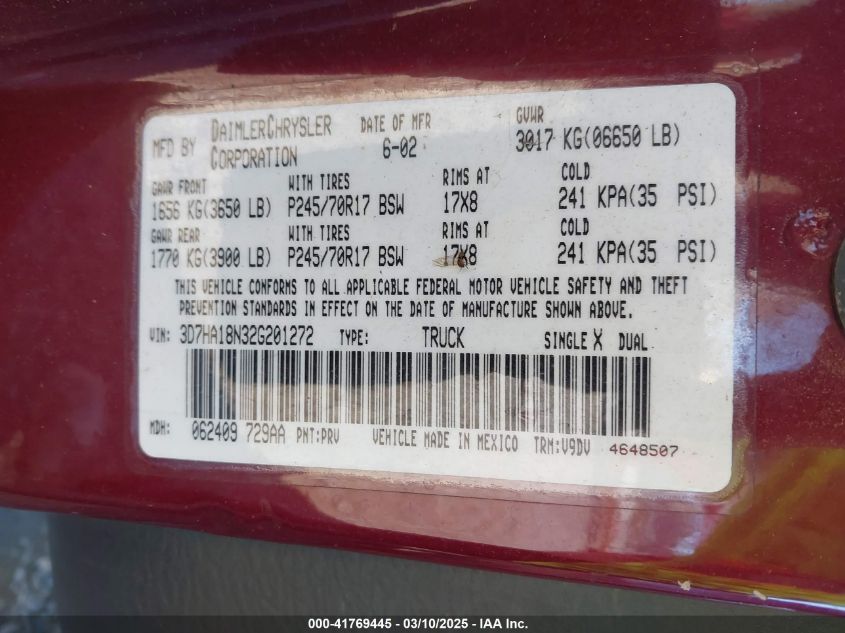 MFD BY DAIMLERCHRYSLER CORPORATION DATE OF MFR 6-02 GVWR 3017 KG(06650 LB)
GAWR FRONT WITH TIRES RIMS AT COLD
1656 KG(3650 LB) P245/70R17 BSW 17X8 241 KPA(35 PSI)
GAWR REAR WITH TIRES RIMS AT COLD
1770 KG(3900 LB) P245/70R17 BSW 17X8 241 KPA(35 PSI)
THIS VEHICLE CONFORMS TO ALL APPLICABLE FEDERAL MOTOR VEHICLE SAFETY AND THEFT
PREVENTION STANDARDS IN EFFECT ON THE DATE OF MANUFACTURE SHOWN ABOVE.
VIN: 3D7HA18N32G201272 TYPE: TRUCK SINGLE X DUAL
MDH: 062409 729AA PNT:PRV VEHICLE MADE IN MEXICO TRM:V9DV 4648507
000-41769445 - 03/10/2025 - IAA Inc.